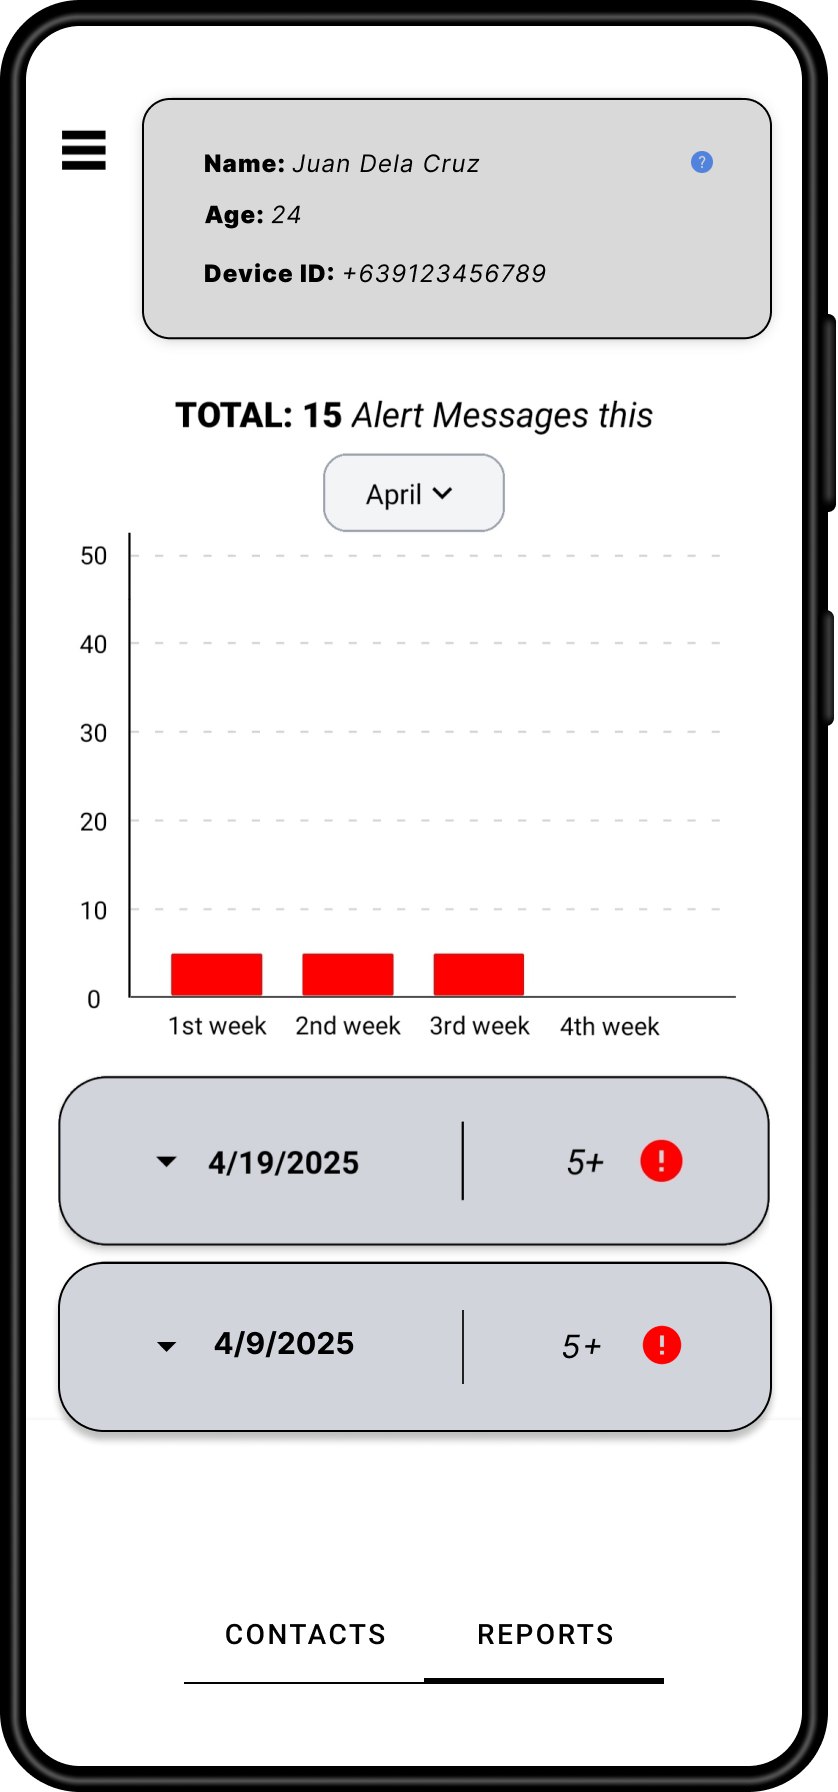 Name: Juan Dela Cruz
?
Age: 24
Device ID: +639123456789
TOTAL: 15 Alert Messages this
April
50
40
30
20
10
0
1st week 2nd week 3rd week 4th week
4/19/2025 5+ !
4/9/2025 5+ !
CONTACTS REPORTS